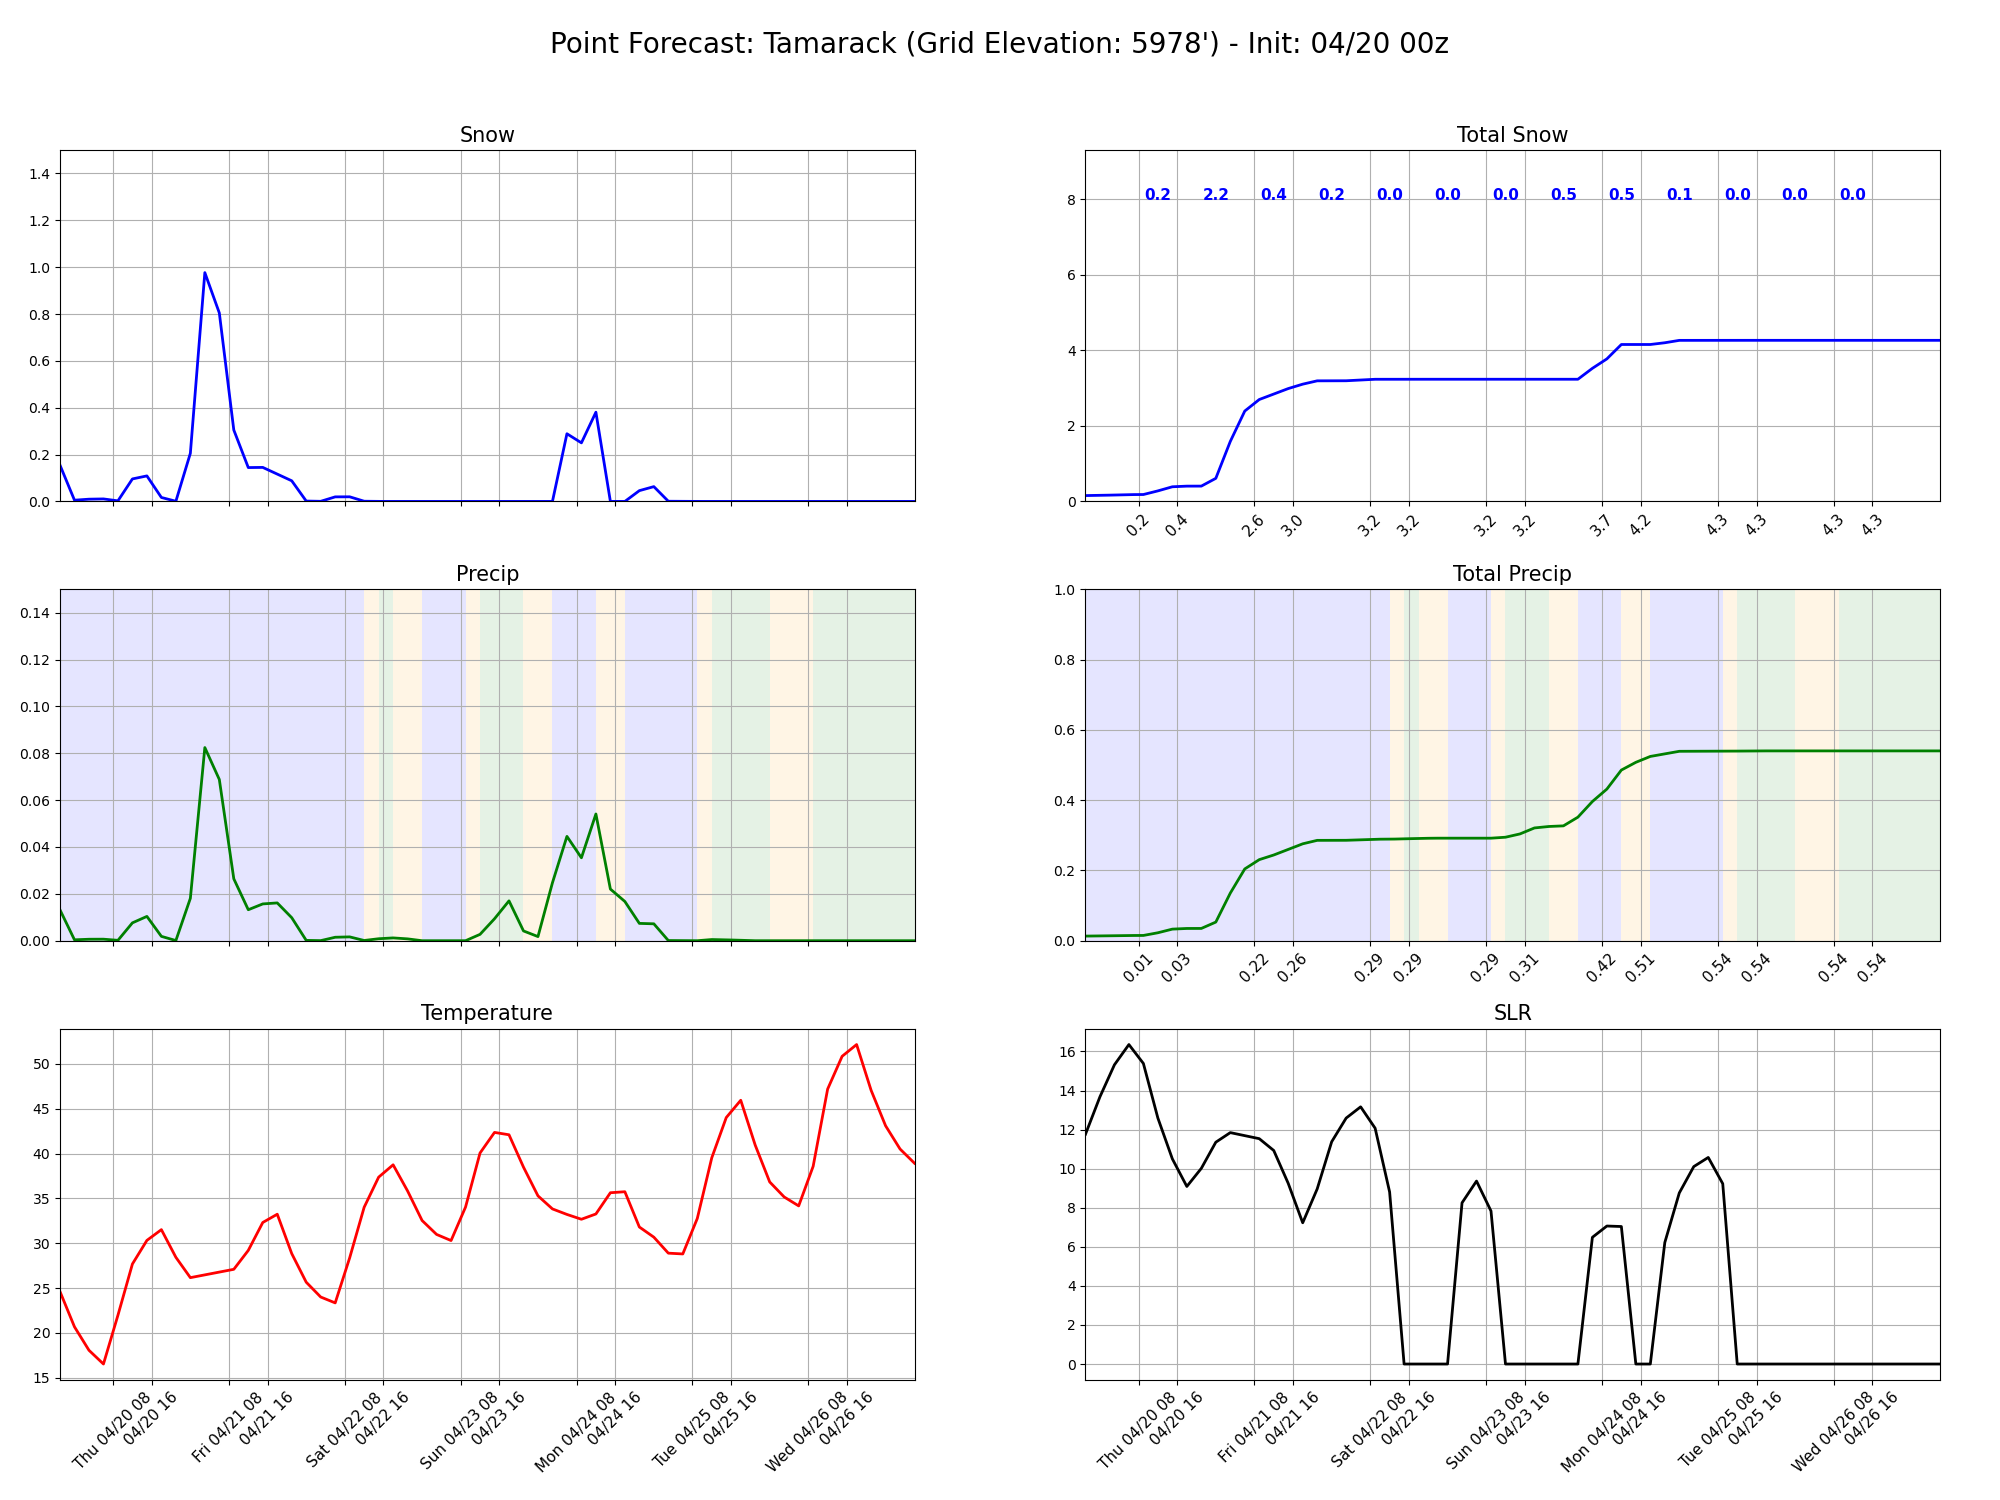 Point Forecast: Tamarack (Grid Elevation: 5978') - Init: 04/20 00z
Snow
1.4
1.2
1.0
0.8
0.6
0.4
0.2
0.0
Total Snow
0.2 2.2 0.4 0.2 0.0 0.0 0.0 0.5 0.5 0.1 0.0 0.0 0.0
8
6
4
2
0
0.2 0.4 2.6 3.0 3.2 3.2 3.2 3.2 3.7 4.2 4.3 4.3 4.3 4.3
Precip
0.14
0.12
0.10
0.08
0.06
0.04
0.02
0.00
Total Precip
1.0
0.8
0.6
0.4
0.2
0.0
0.01 0.03 0.22 0.26 0.29 0.29 0.29 0.31 0.42 0.51 0.54 0.54 0.54 0.54
Temperature
50
45
40
35
30
25
20
15
Thu 04/20 08
04/20 16
Fri 04/21 08
04/21 16
Sat 04/22 08
04/22 16
Sun 04/23 08
04/23 16
Mon 04/24 08
04/24 16
Tue 04/25 08
04/25 16
Wed 04/26 08
04/26 16
SLR
16
14
12
10
8
6
4
2
0
Thu 04/20 08
04/20 16
Fri 04/21 08
04/21 16
Sat 04/22 08
04/22 16
Sun 04/23 08
04/23 16
Mon 04/24 08
04/24 16
Tue 04/25 08
04/25 16
Wed 04/26 08
04/26 16